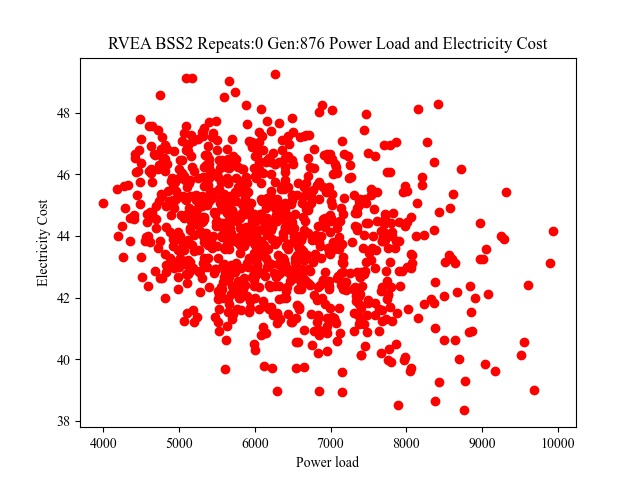 RVEA BSS2 Repeats:0 Gen:876 Power Load and Electricity Cost
Electricity Cost
48
46
44
42
40
38
4000 5000 6000 7000 8000 9000 10000
Power load